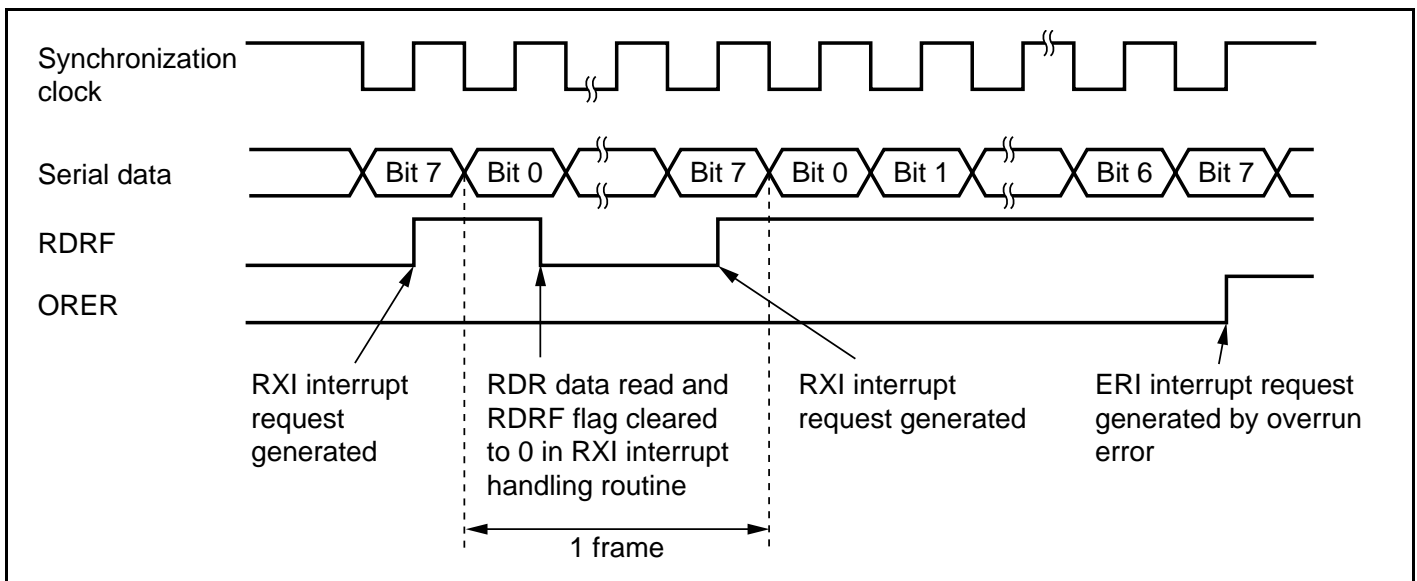 Synchronization
clock
Serial data
Bit 7 Bit 0 Bit 7 Bit 0 Bit 1 Bit 6 Bit 7
RDRF
ORER
RXI interrupt
request
generated
RDR data read and
RDRF flag cleared
to 0 in RXI interrupt
handling routine
RXI interrupt
request generated
ERI interrupt request
generated by overrun
error
1 frame